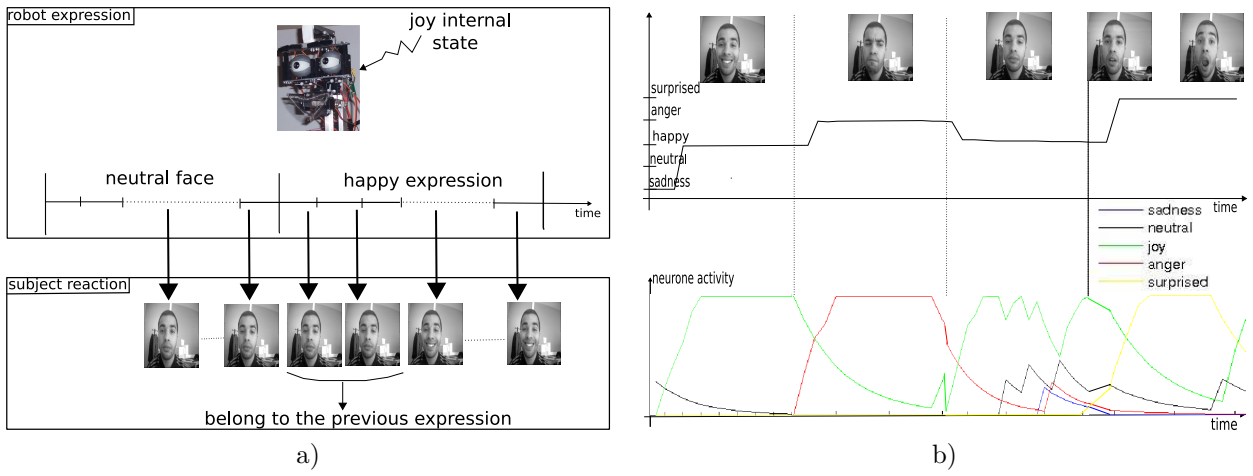 robot expression
joy internal
state
neutral face
happy expression
time
subject reaction
belong to the previous expression
a)
surprised
anger
happy
neutral
sadness
time
sadness
neutral
joy
anger
surprised
neurone activity
time
b)